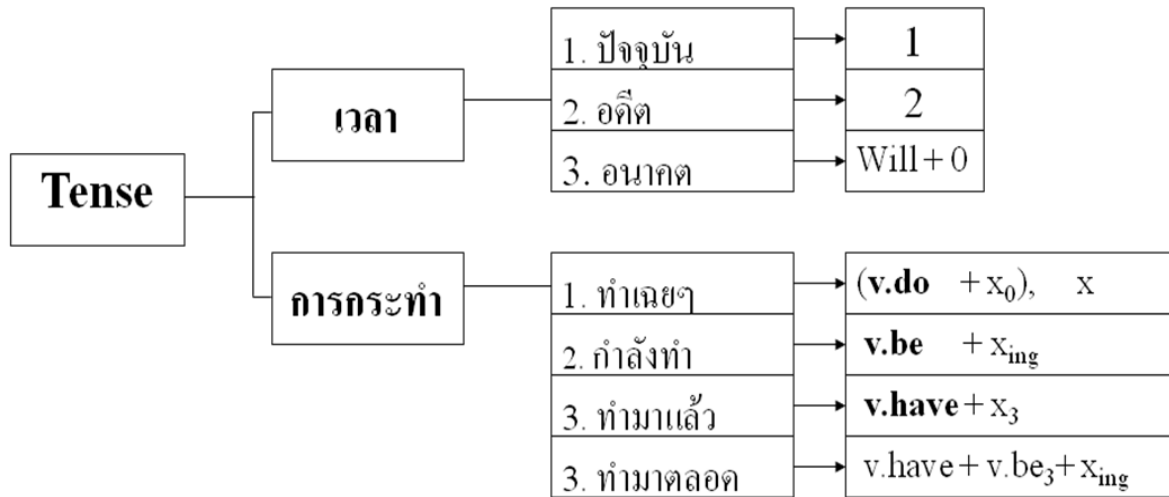 Tense
เวลา
1. ปัจจุบัน
1
2. อดีต
2
3. อนาคต
Will + 0
การกระทำ
1. ทำเฉยๆ
(v.do + x₀), x
2. กำลังทำ
v.be + xing
3. ทำมาแล้ว
v.have + x₃
3. ทำมาตลอด
v.have + v.be₃ + xing